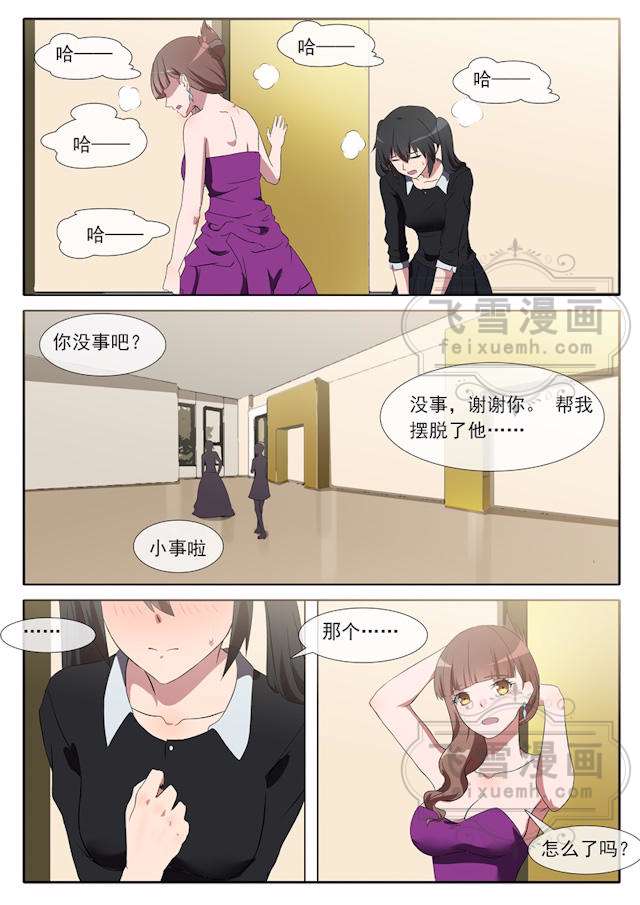 哈——
哈——
哈——
哈——
哈——
飞雪漫画
feixuemh.com
你没事吧？
没事，谢谢你。 帮我
摆脱了他……
小事啦
……
那个……
飞雪漫画
feixuemh.com
怎么了吗？